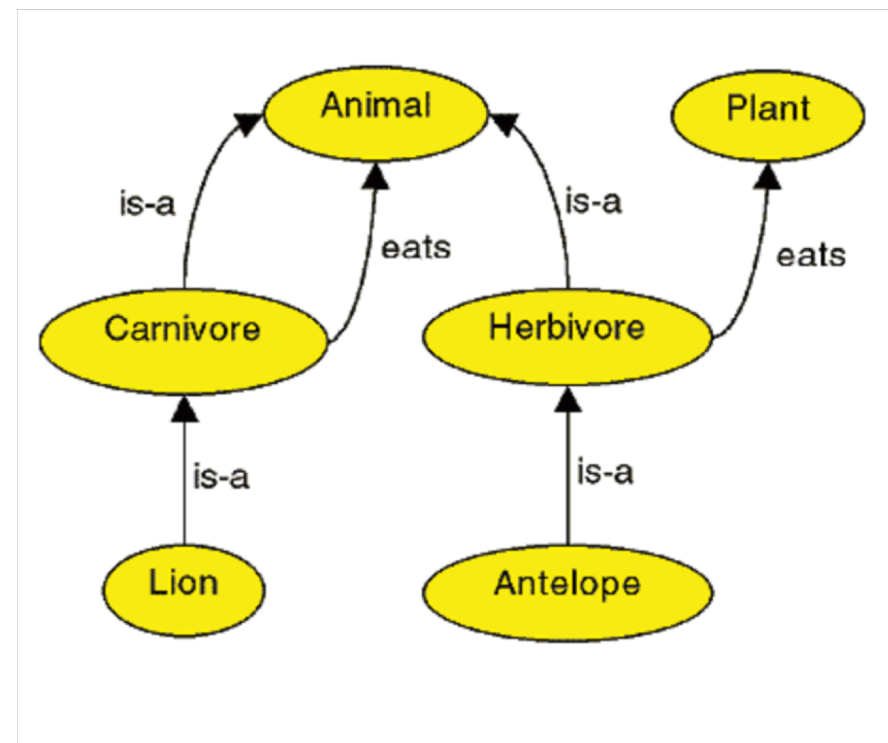 Animal
Plant
is-a
is-a
eats
eats
Carnivore
Herbivore
is-a
is-a
Lion
Antelope